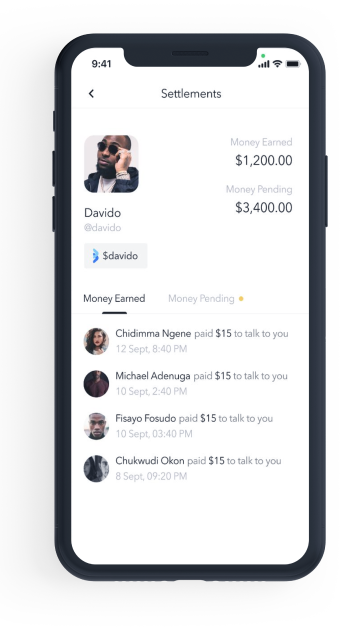 9:41
Settlements
Money Earned
$1,200.00
Money Pending
$3,400.00
Davido
@davido
$davido
Money Earned
Money Pending
Chidimma Ngene paid $15 to talk to you
12 Sept, 8:40 PM
Michael Adenuga paid $15 to talk to you
10 Sept, 2:40 PM
Fisayo Fosudo paid $15 to talk to you
10 Sept, 03:40 PM
Chukwudi Okon paid $15 to talk to you
8 Sept, 09:20 PM